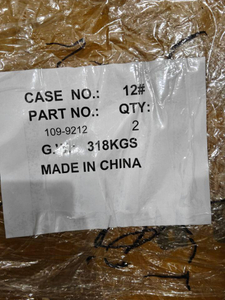 CASE NO.: 12#
PART NO.: QTY:
109-9212 2
G.W.: 318KGS
MADE IN CHINA